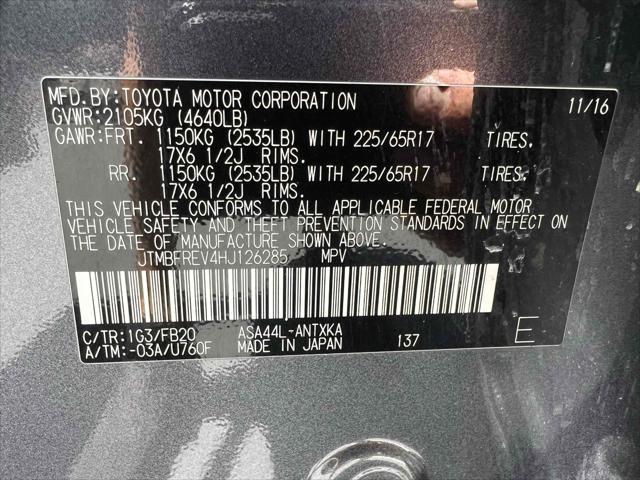 MFD.BY:TOYOTA MOTOR CORPORATION 11/16
GVWR:2105KG (4640LB)
GAWR:FRT. 1150KG (2535LB) WITH 225/65R17 TIRES.
17X6 1/2J RIMS.
RR. 1150KG (2535LB) WITH 225/65R17 TIRES.
17X6 1/2J RIMS.
THIS VEHICLE CONFORMS TO ALL APPLICABLE FEDERAL MOTOR
VEHICLE SAFETY AND THEFT PREVENTION STANDARDS IN EFFECT ON
THE DATE OF MANUFACTURE SHOWN ABOVE.
JTMBFREV4HJ126285 MPV
C/TR:1G3/FB20 ASA44L-ANTXKA
A/TM:-03A/U760F MADE IN JAPAN 137 E